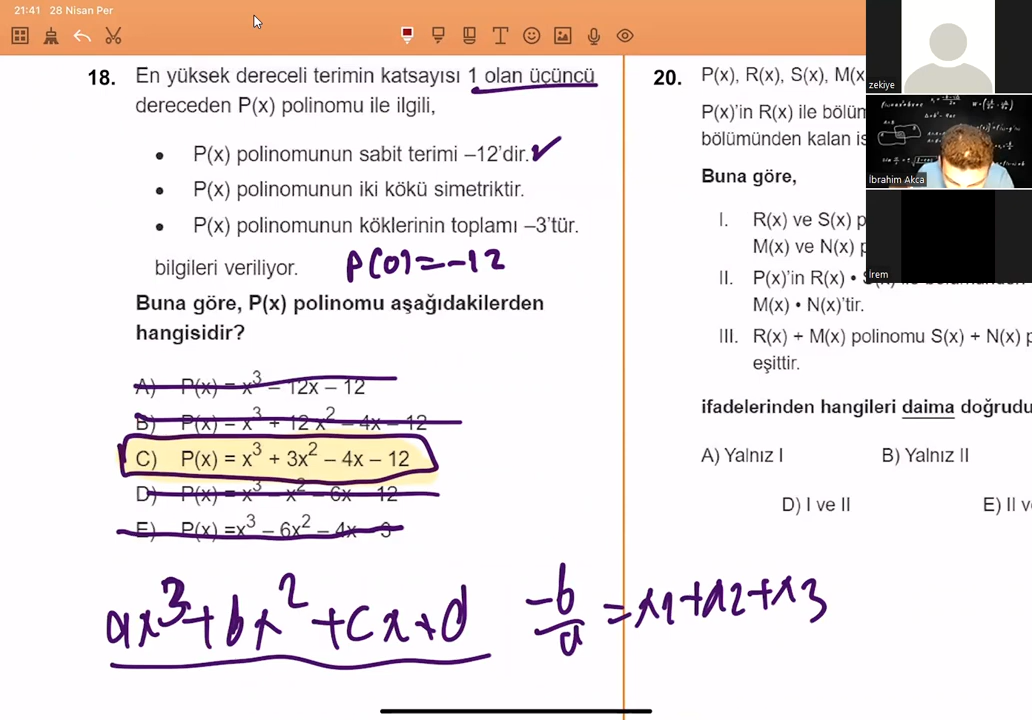 21:41 28 Nisan Per
18. En yüksek dereceli terimin katsayısı 1 olan üçüncü
dereceden P(x) polinomu ile ilgili,
• P(x) polinomunun sabit terimi –12'dir. ✓
• P(x) polinomunun iki kökü simetriktir.
• P(x) polinomunun köklerinin toplamı –3'tür.
bilgileri veriliyor. P(0)=-12
Buna göre, P(x) polinomu aşağıdakilerden
hangisidir?
A) P(x) = x³ – 12x – 12
B) P(x) = x³ + 12x² – 4x – 12
C) P(x) = x³ + 3x² – 4x – 12
D) P(x) = x³ – x² – 6x – 12
E) P(x) =x³ – 6x² – 4x – 3
ax³+bx²+cx+d
-b/a = x1+x2+x3
20. P(x), R(x), S(x), M(x
P(x)'in R(x) ile bölüm
bölümünden kalan is
Buna göre,
I. R(x) ve S(x) p
M(x) ve N(x) p
II. P(x)'in R(x) •
M(x) • N(x)'tir.
III. R(x) + M(x) polinomu S(x) + N(x) p
eşittir.
ifadelerinden hangileri daima doğrudu
A) Yalnız I B) Yalnız II
D) I ve II E) II v
zekiye
İbrahim Akca
İrem